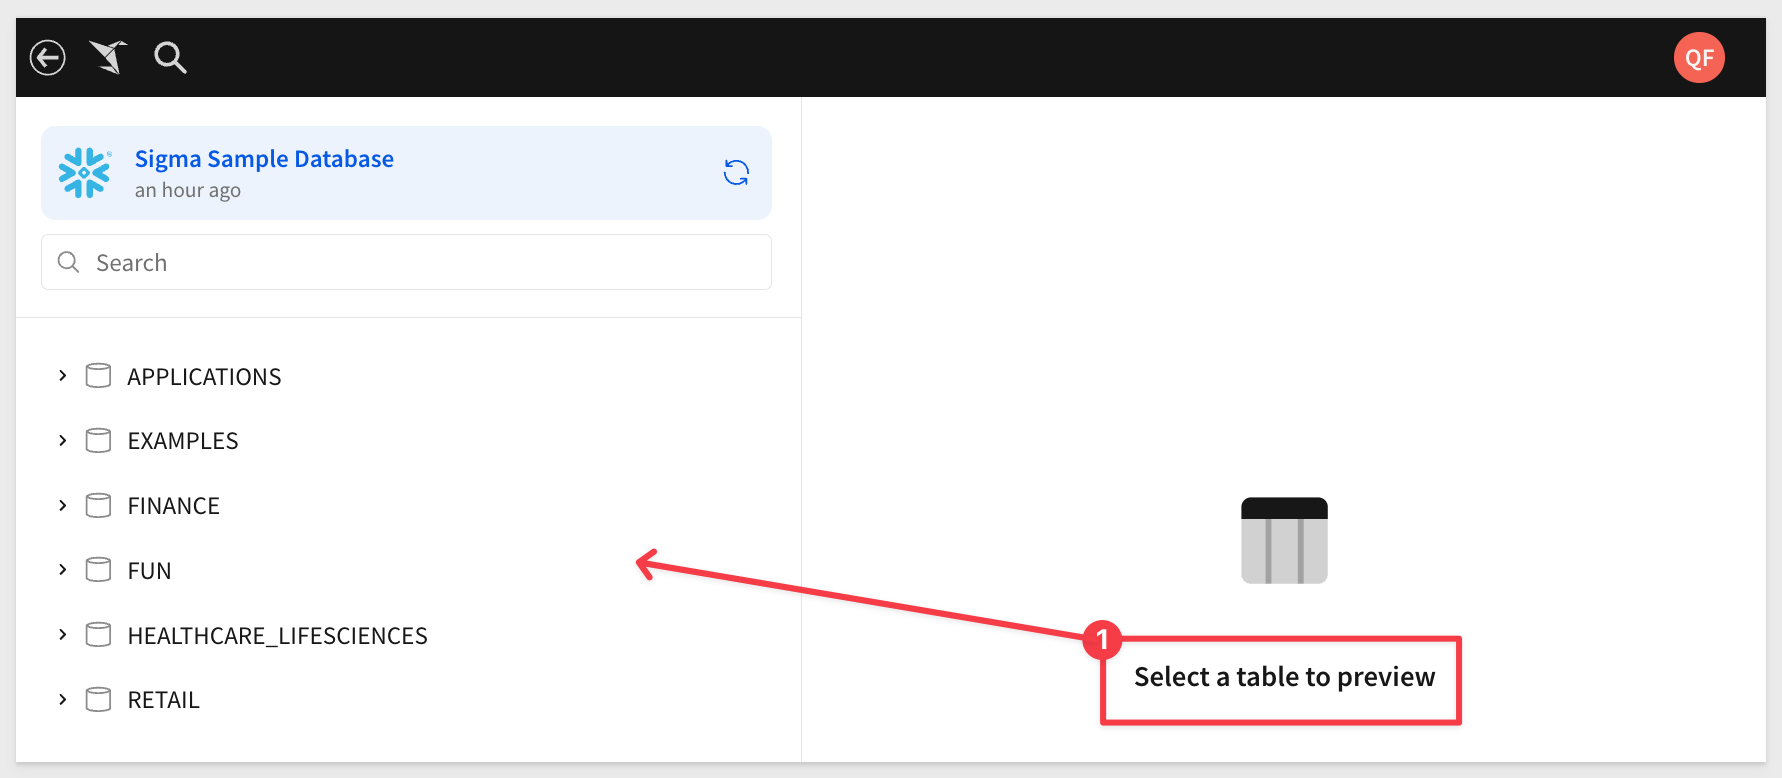 QF
Sigma Sample Database
an hour ago
Search
APPLICATIONS
EXAMPLES
FINANCE
FUN
HEALTHCARE_LIFESCIENCES
RETAIL
1
Select a table to preview